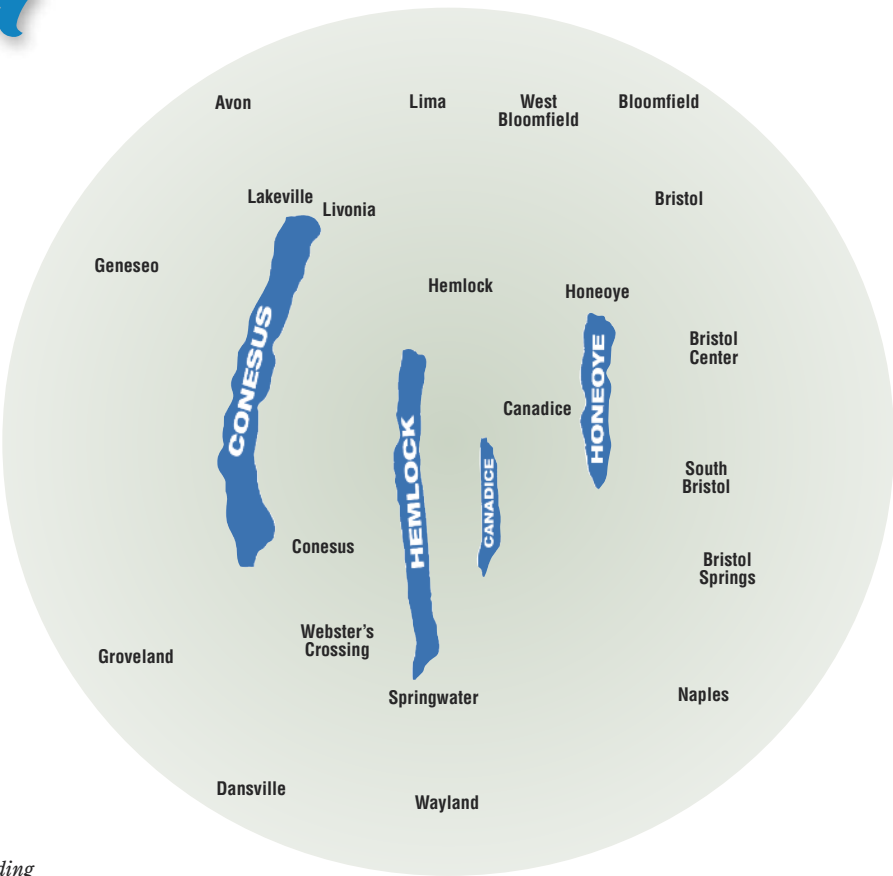 Avon
Lima
West
Bloomfield
Bloomfield
Lakeville
Livonia
Bristol
Geneseo
Hemlock
Honeoye
CONESUS
HEMLOCK
CANADICE
HONEOYE
Bristol
Center
Canadice
South
Bristol
Conesus
Bristol
Springs
Webster's
Crossing
Groveland
Springwater
Naples
Dansville
Wayland